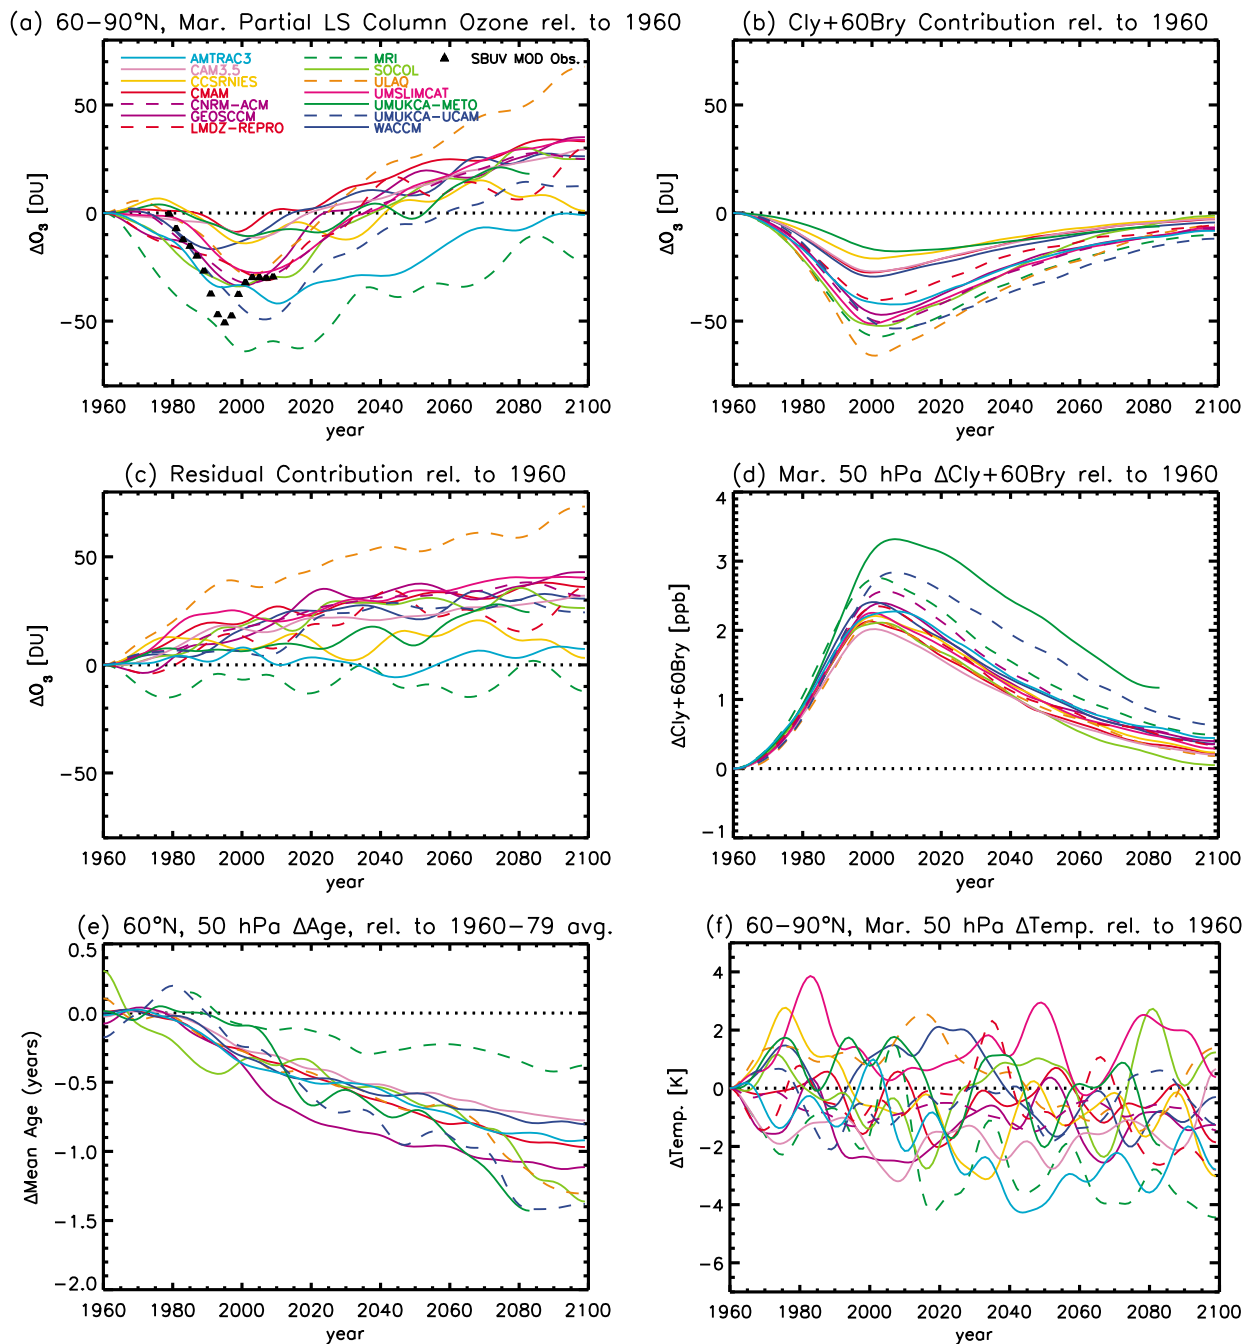 (a) 60-90°N, Mar. Partial LS Column Ozone rel. to 1960
AMTRAC3
CAM3.5
CCSRNIES
CMAM
CNRM-ACM
GEOSCCM
LMDZ-REPRO
MRI
SOCOL
ULAQ
UMSLIMCAT
UMUKCA-METO
UMUKCA-UCAM
WACCM
SBUV MOD Obs.
ΔO₃ [DU]
50
0
-50
1960 1980 2000 2020 2040 2060 2080 2100
year
(b) Cly+60Bry Contribution rel. to 1960
ΔO₃ [DU]
50
0
-50
1960 1980 2000 2020 2040 2060 2080 2100
year
(c) Residual Contribution rel. to 1960
ΔO₃ [DU]
50
0
-50
1960 1980 2000 2020 2040 2060 2080 2100
year
(d) Mar. 50 hPa ΔCly+60Bry rel. to 1960
ΔCly+60Bry [ppb]
4
3
2
1
0
-1
1960 1980 2000 2020 2040 2060 2080 2100
year
(e) 60°N, 50 hPa ΔAge, rel. to 1960-79 avg.
ΔMean Age (years)
0.5
0.0
-0.5
-1.0
-1.5
-2.0
1960 1980 2000 2020 2040 2060 2080 2100
year
(f) 60-90°N, Mar. 50 hPa ΔTemp. rel. to 1960
ΔTemp. [K]
4
2
0
-2
-4
-6
1960 1980 2000 2020 2040 2060 2080 2100
year